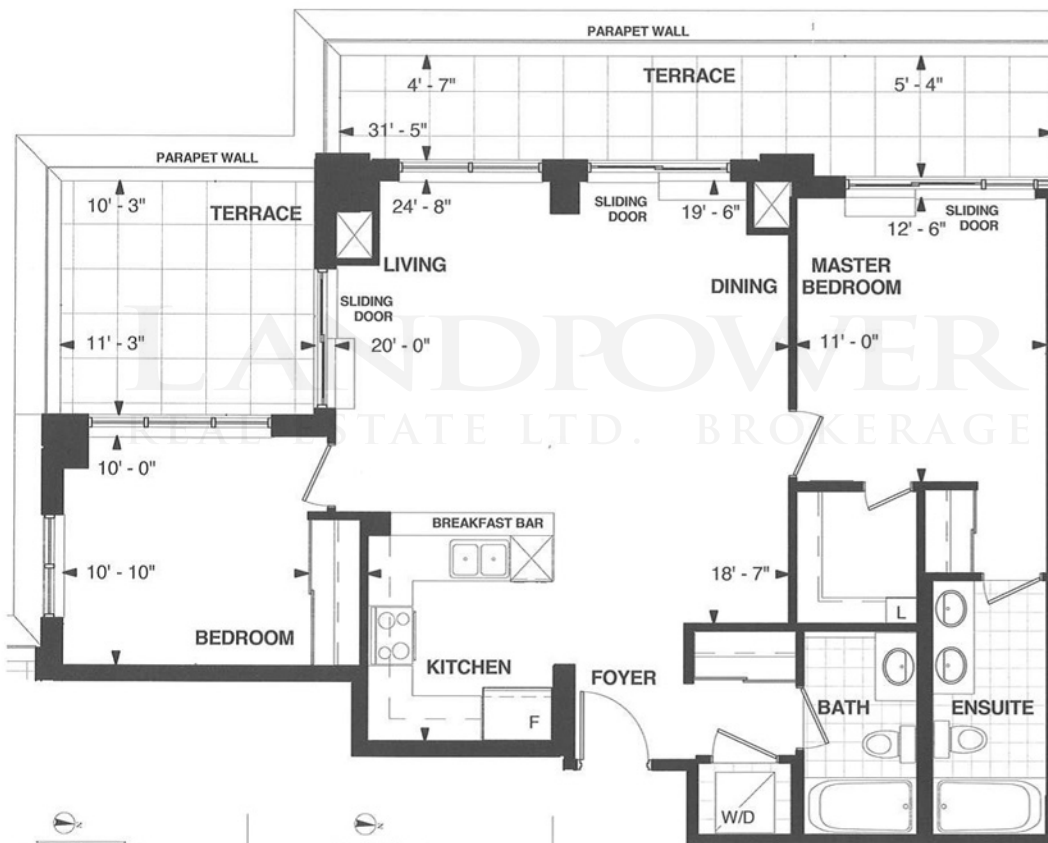 PARAPET WALL
TERRACE
4' - 7"
5' - 4"
31' - 5"
PARAPET WALL
10' - 3"
TERRACE
24' - 8"
SLIDING
DOOR
19' - 6"
12' - 6"
SLIDING
DOOR
LIVING
DINING
MASTER
BEDROOM
SLIDING
DOOR
11' - 3"
20' - 0"
11' - 0"
LANDPOWER
REAL ESTATE LTD. BROKERAGE
10' - 0"
BREAKFAST BAR
10' - 10"
18' - 7"
L
BEDROOM
KITCHEN
FOYER
BATH
ENSUITE
F
W/D
N
N